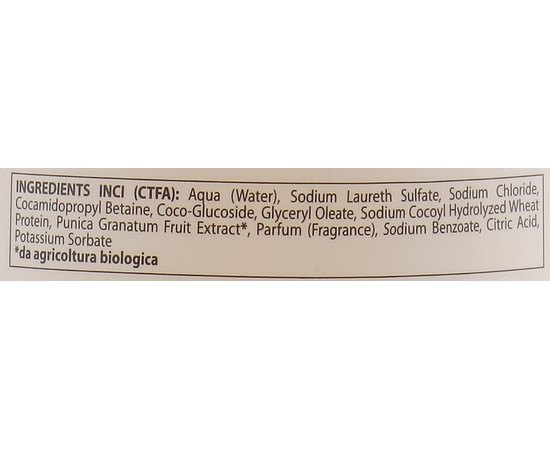 INGREDIENTS INCI (CTFA): Aqua (Water), Sodium Laureth Sulfate, Sodium Chloride,
Cocamidopropyl Betaine, Coco-Glucoside, Glyceryl Oleate, Sodium Cocoyl Hydrolyzed Wheat
Protein, Punica Granatum Fruit Extract*, Parfum (Fragrance), Sodium Benzoate, Citric Acid,
Potassium Sorbate
*da agricoltura biologica